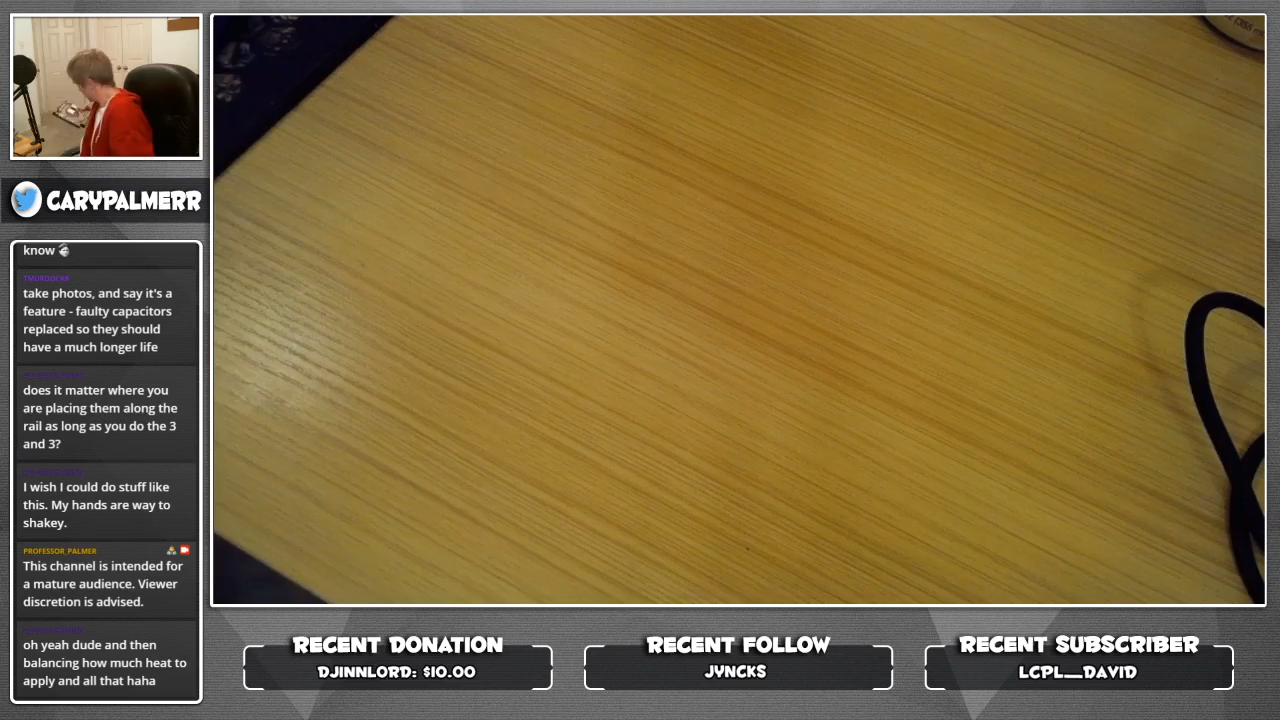 CARYPALMERR
know
TMURDOCKR
take photos, and say it's a
feature - faulty capacitors
replaced so they should
have a much longer life
does it matter where you
are placing them along the
rail as long as you do the 3
and 3?
I wish I could do stuff like
this. My hands are way to
shakey.
PROFESSOR_PALMER
This channel is intended for
a mature audience. Viewer
discretion is advised.
oh yeah dude and then
balancing how much heat to
apply and all that haha
RECENT DONATION
DJINNLORD: $10.00
RECENT FOLLOW
JYNCKS
RECENT SUBSCRIBER
LCPL__DAVID